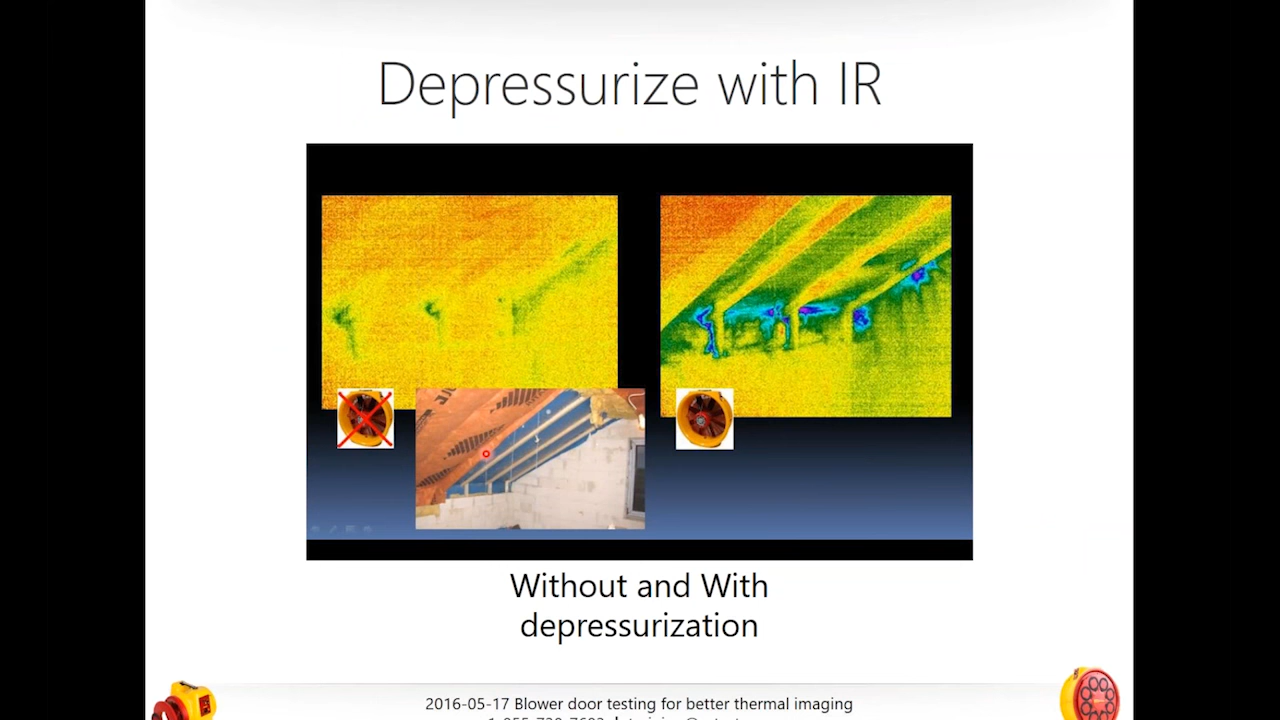 Depressurize with IR
Without and With
depressurization
2016-05-17 Blower door testing for better thermal imaging